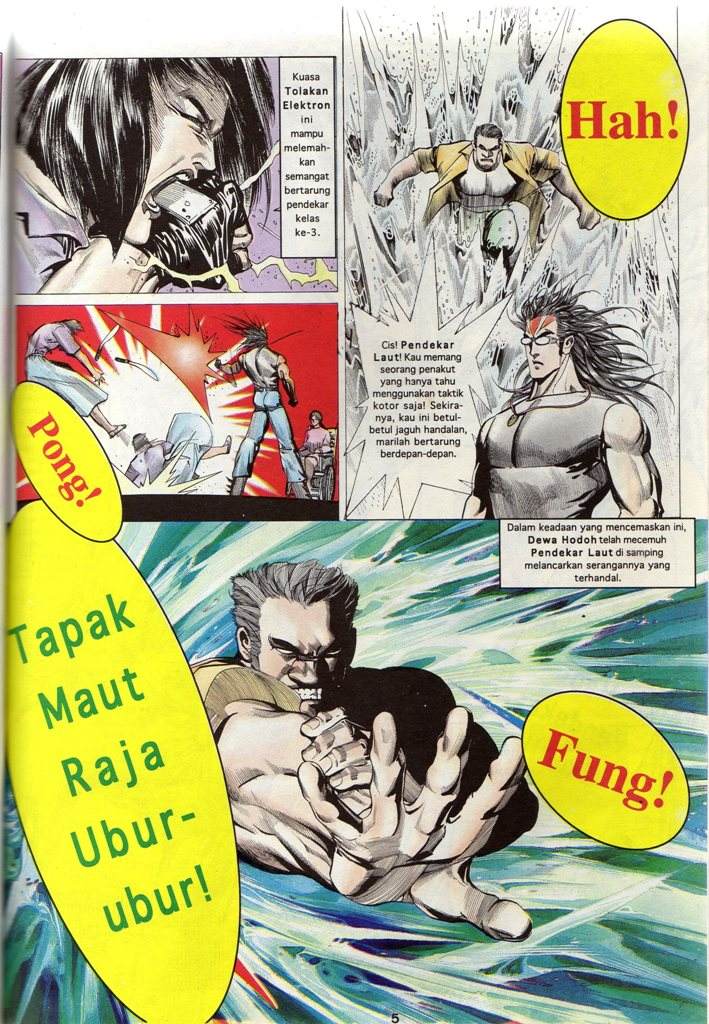 Kuasa
Tolakan
Elektron
ini
mampu
melemah-
kan
semangat
bertarung
pendekar
kelas
ke-3.
Hah!
Cis! Pendekar
Laut! Kau memang
seorang penakut
yang hanya tahu
menggunakan taktik
kotor saja! Sekira-
nya, kau ini betul-
betul jaguh handalan,
marilah bertarung
berdepan-depan.
Pong!
Dalam keadaan yang mencemaskan ini,
Dewa Hodoh telah mecemuh
Pendekar Laut di samping
melancarkan serangannya yang
terhandal.
Tapak
Maut
Raja
Ubur-
ubur!
Fung!
5